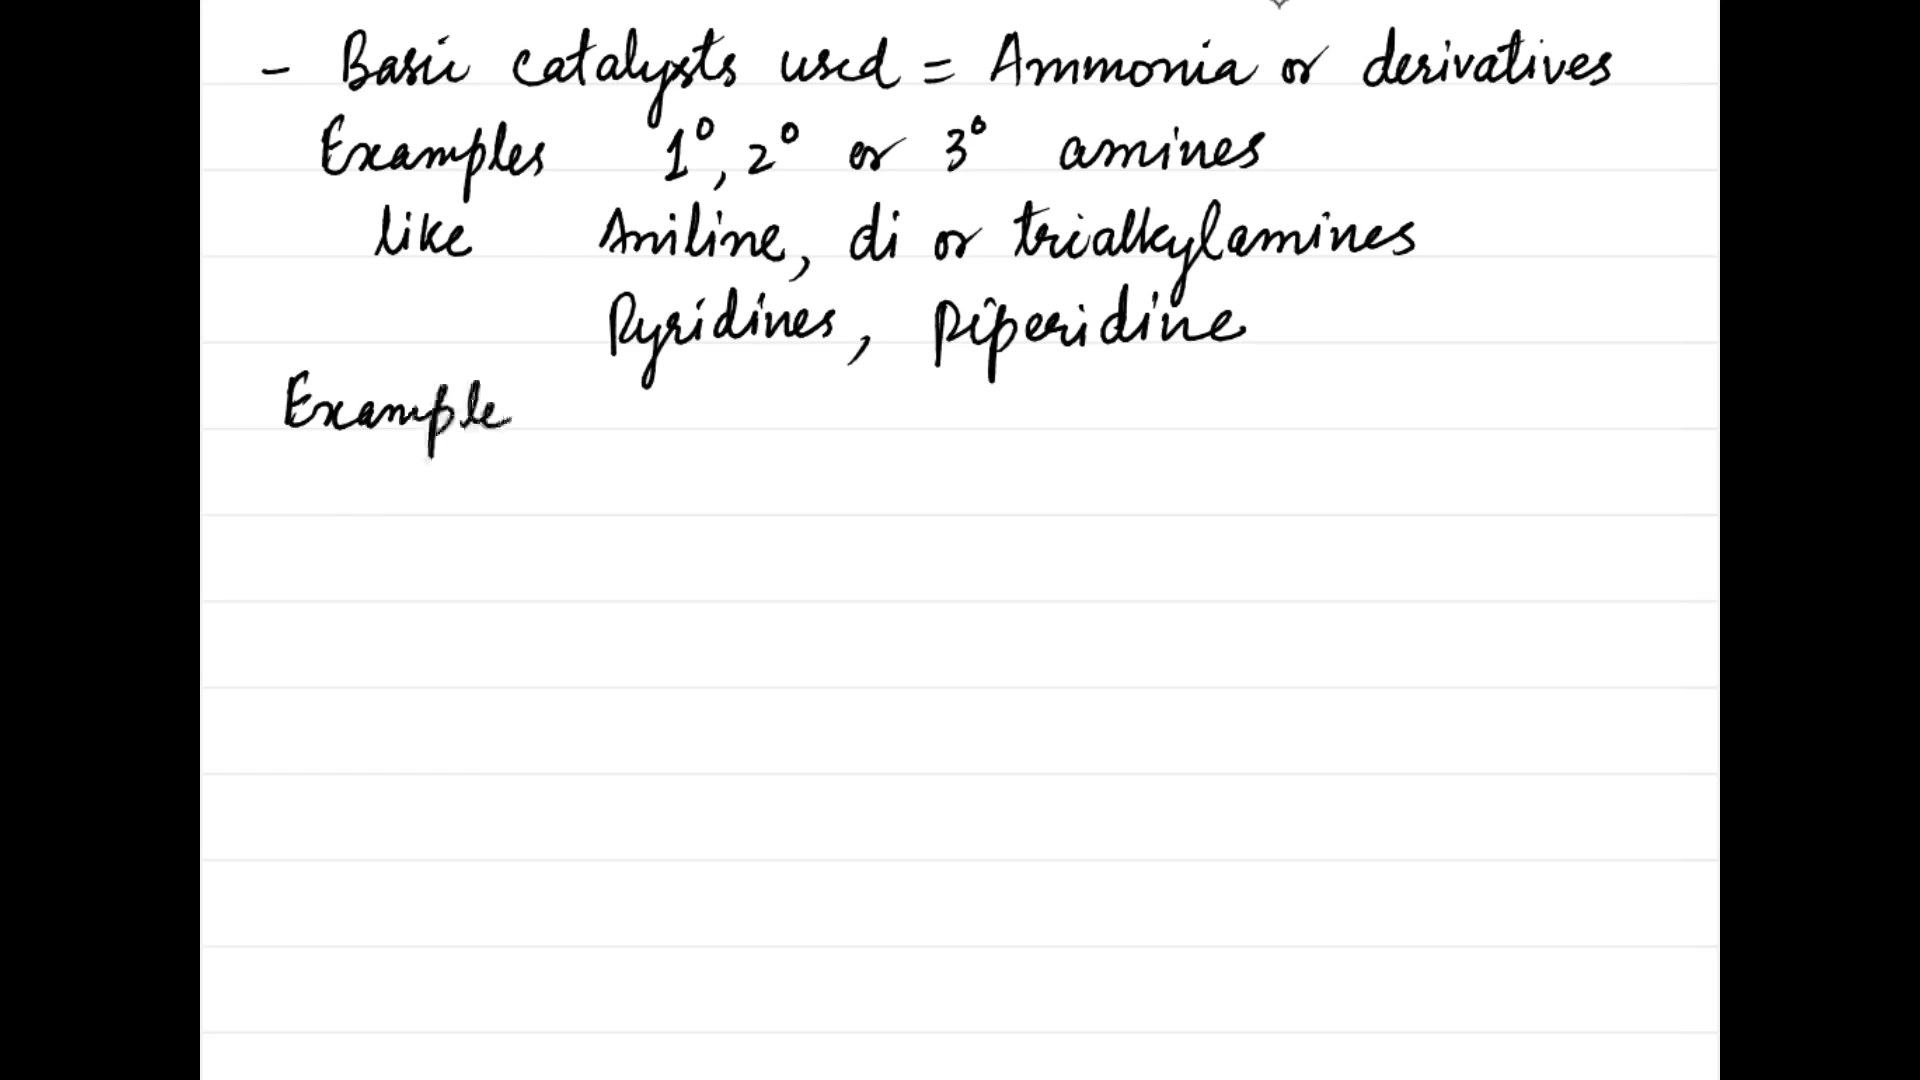 - Basic catalysts used = Ammonia or derivatives
Examples 1°, 2° or 3° amines
like Aniline, di or trialkylamines
Pyridines, Piperidine
Example